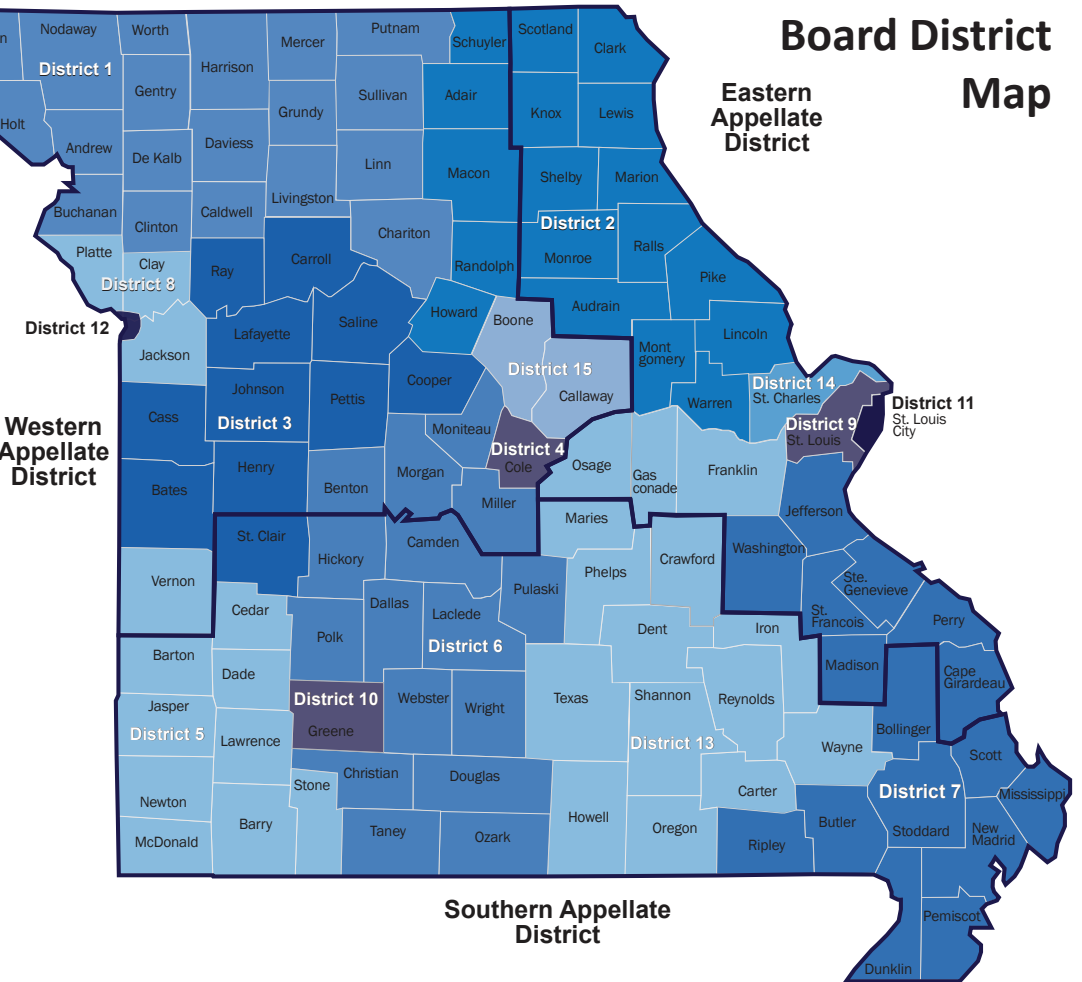 Board District
Map
Eastern
Appellate
District
Western
Appellate
District
Southern Appellate
District
n
Nodaway
Worth
Harrison
Mercer
Putnam
Schuyler
Scotland
Clark
District 1
Gentry
Grundy
Sullivan
Adair
Knox
Lewis
Holt
Andrew
De Kalb
Daviess
Linn
Macon
Shelby
Marion
Buchanan
Clinton
Caldwell
Livingston
Chariton
District 2
Ralls
Platte
Clay
District 8
Ray
Carroll
Randolph
Monroe
Pike
Audrain
District 12
Jackson
Lafayette
Saline
Howard
Boone
Mont
gomery
Lincoln
Johnson
District 3
Pettis
Cooper
District 15
Callaway
Warren
District 14
St. Charles
Cass
Moniteau
District 4
Cole
District 9
St. Louis
District 11
St. Louis
City
Henry
Benton
Morgan
Miller
Osage
Gas
conade
Franklin
Jefferson
Bates
St. Clair
Hickory
Camden
Maries
Crawford
Washington
Vernon
Cedar
Dallas
Laclede
Pulaski
Phelps
Ste.
Genevieve
St.
Francois
Perry
Polk
District 6
Dent
Iron
Madison
Barton
Dade
Cape
Girardeau
Jasper
District 5
District 10
Greene
Webster
Wright
Texas
Shannon
Reynolds
Lawrence
District 13
Wayne
Bollinger
Scott
Newton
Stone
Christian
Douglas
Carter
District 7
Mississippi
McDonald
Barry
Taney
Ozark
Howell
Oregon
Ripley
Butler
Stoddard
New
Madrid
Pemiscot
Dunklin